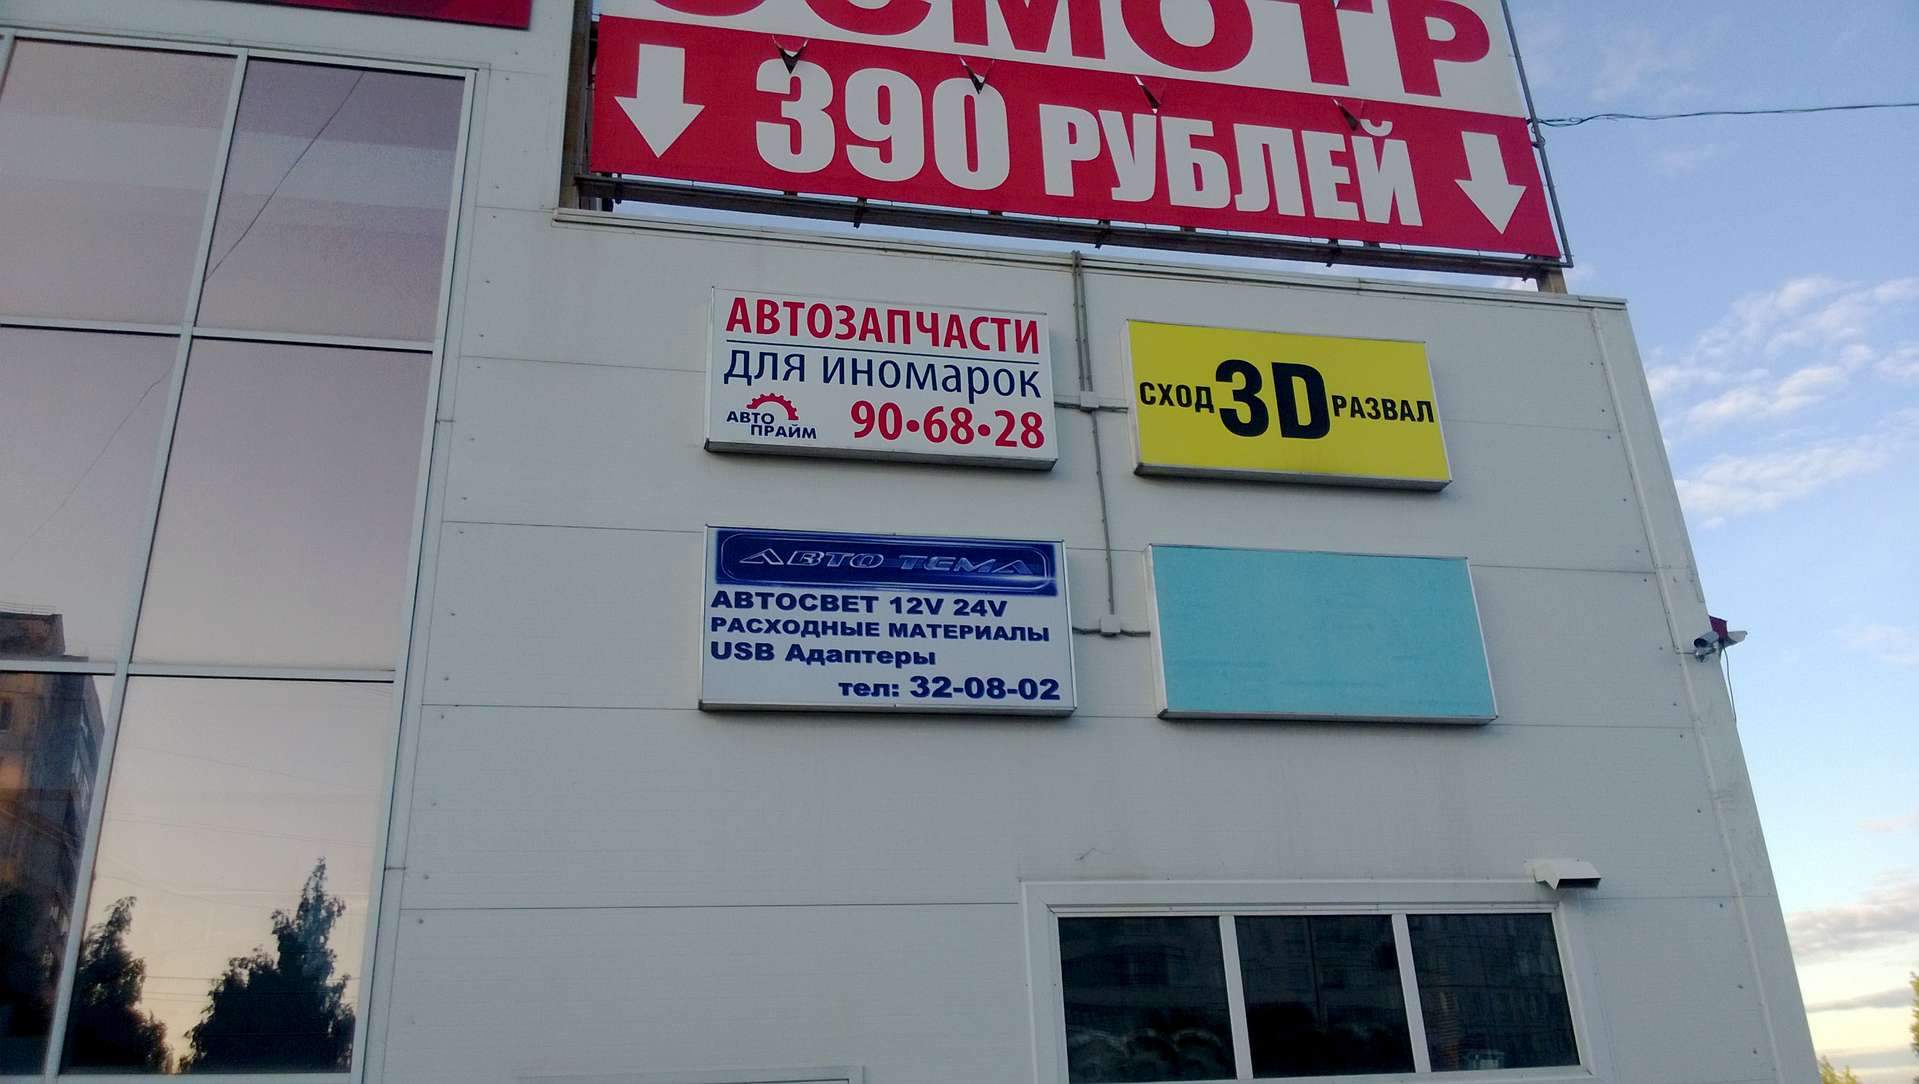 ОСМОТР
390 РУБЛЕЙ
АВТОЗАПЧАСТИ
ДЛЯ ИНОМАРОК
АВТО
ПРАЙМ
90•68•28
СХОД 3D РАЗВАЛ
АВТО ТЕМА
АВТОСВЕТ 12V 24V
РАСХОДНЫЕ МАТЕРИАЛЫ
USB Адаптеры
тел: 32-08-02